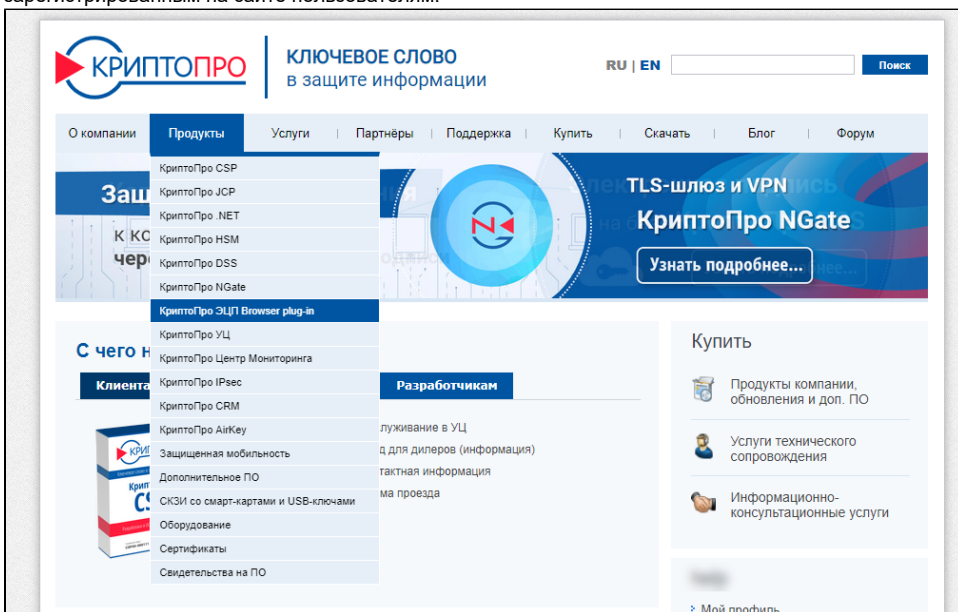 зарегистрированным на сайте пользователям.
КРИПТОПРО
КЛЮЧЕВОЕ СЛОВО
в защите информации
RU | EN
Поиск
О компании Продукты Услуги | Партнёры | Поддержка | Купить | Скачать | Блог | Форум
КриптоПро CSP
КриптоПро JCP
КриптоПро .NET
КриптоПро HSM
КриптоПро DSS
КриптоПро NGate
КриптоПро ЭЦП Browser plug-in
КриптоПро УЦ
КриптоПро Центр Мониторинга
КриптоПро IPsec
КриптоПро CRM
КриптоПро AirKey
Защищенная мобильность
Дополнительное ПО
СКЗИ со смарт-картами и USB-ключами
Оборудование
Сертификаты
Свидетельства на ПО
Защ
к ко
чер
TLS-шлюз и VPN
КриптоПро NGate
Узнать подробнее...
С чего н
Клиента
Разработчикам
луживание в УЦ
д для дилеров (информация)
тактная информация
ма проезда
Купить
Продукты компании,
обновления и доп. ПО
Услуги технического
сопровождения
Информационно-
консультационные услуги
Мой профиль